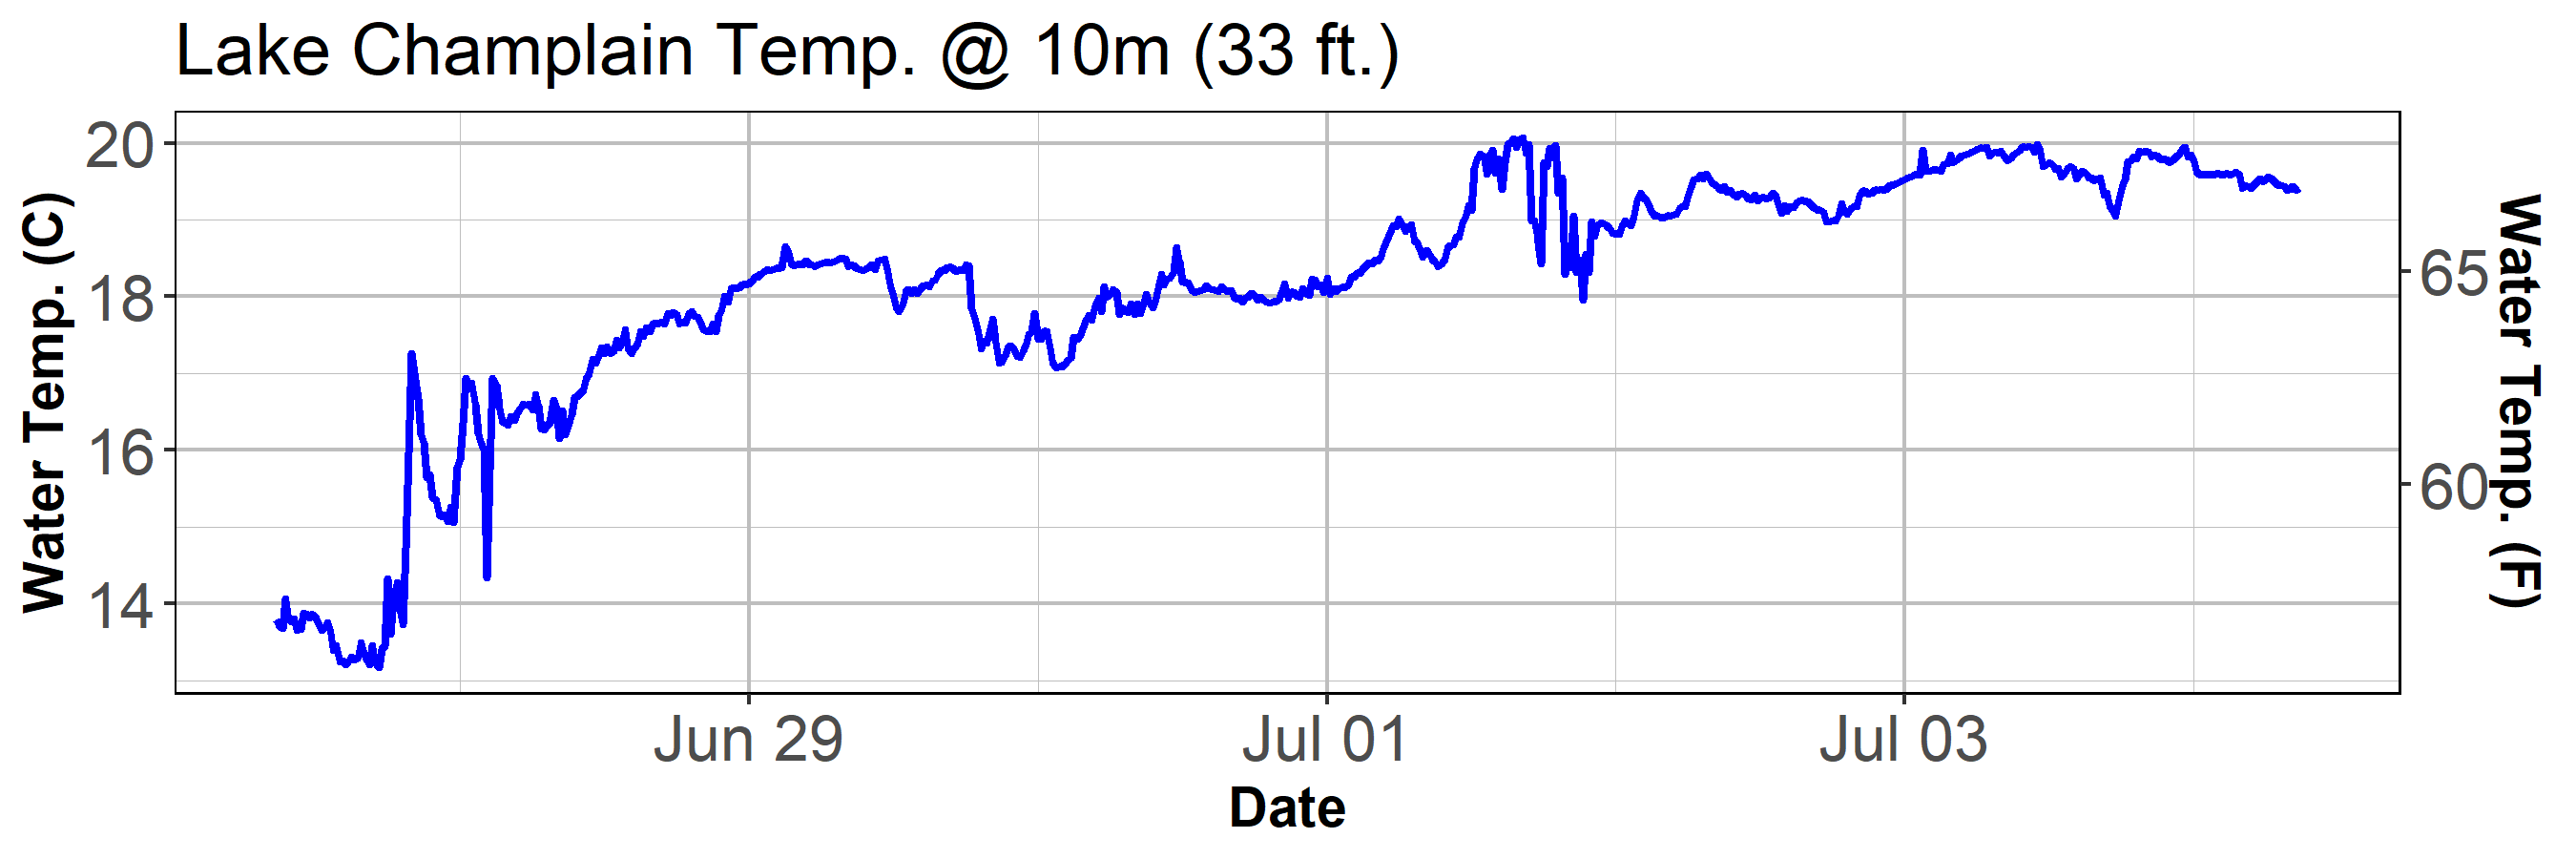 Lake Champlain Temp. @ 10m (33 ft.)
Water Temp. (C)
20
18
16
14
65
60
Water Temp. (F)
Jun 29
Jul 01
Jul 03
Date